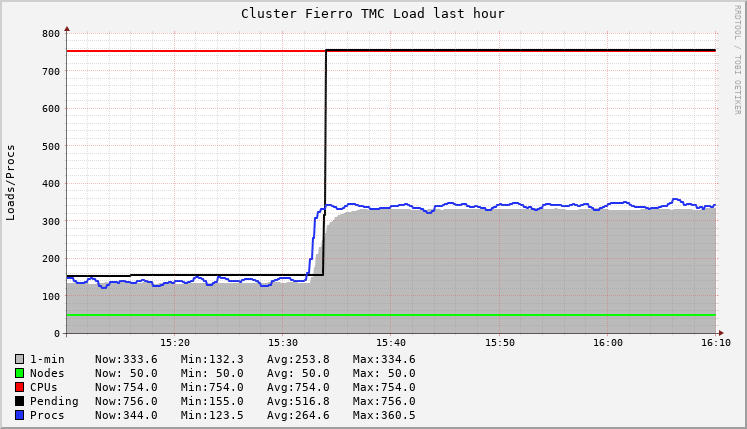 Cluster Fierro TMC Load last hour
RRDTOOL / TOBI OETIKER
Loads/Procs
800
700
600
500
400
300
200
100
0
15:20 15:30 15:40 15:50 16:00 16:10
1-min Now:333.6 Min:132.3 Avg:253.8 Max:334.6
Nodes Now: 50.0 Min: 50.0 Avg: 50.0 Max: 50.0
CPUs Now:754.0 Min:754.0 Avg:754.0 Max:754.0
Pending Now:756.0 Min:155.0 Avg:516.8 Max:756.0
Procs Now:344.0 Min:123.5 Avg:264.6 Max:360.5